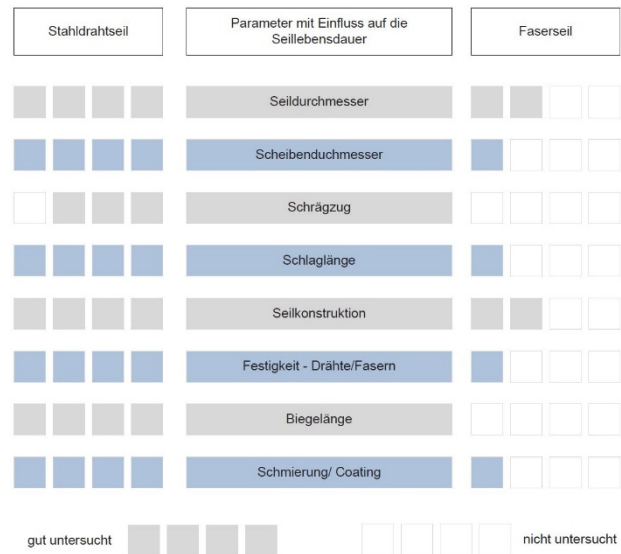 Stahldrahtseil
Parameter mit Einfluss auf die
Seillebensdauer
Faserseil
Seildurchmesser
Scheibenduchmesser
Schrägzug
Schlaglänge
Seilkonstruktion
Festigkeit - Drähte/Fasern
Biegelänge
Schmierung/ Coating
gut untersucht
nicht untersucht